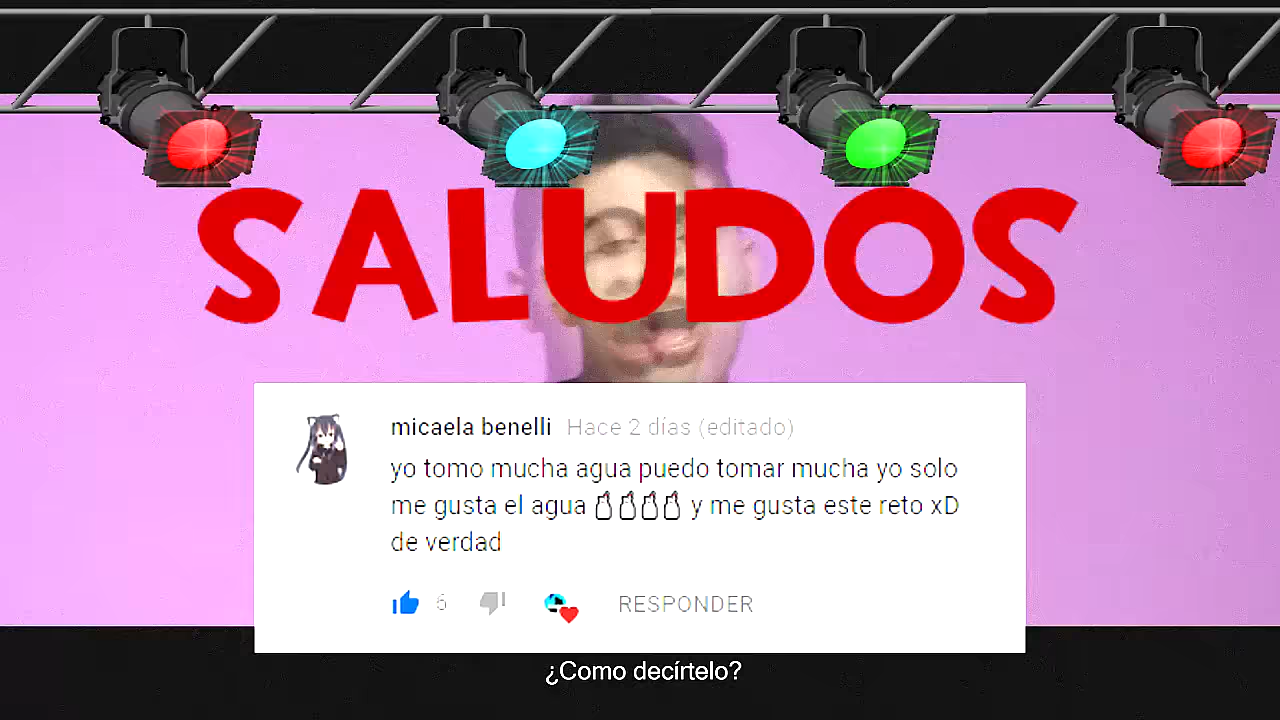 SALUDOS
micaela benelli Hace 2 días (editado)
yo tomo mucha agua puedo tomar mucha yo solo
me gusta el agua 🍾🍾🍾🍾 y me gusta este reto xD
de verdad
6 RESPONDER
¿Como decírtelo?